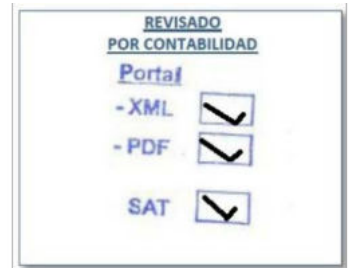 REVISADO
POR CONTABILIDAD
Portal
- XML
- PDF
SAT